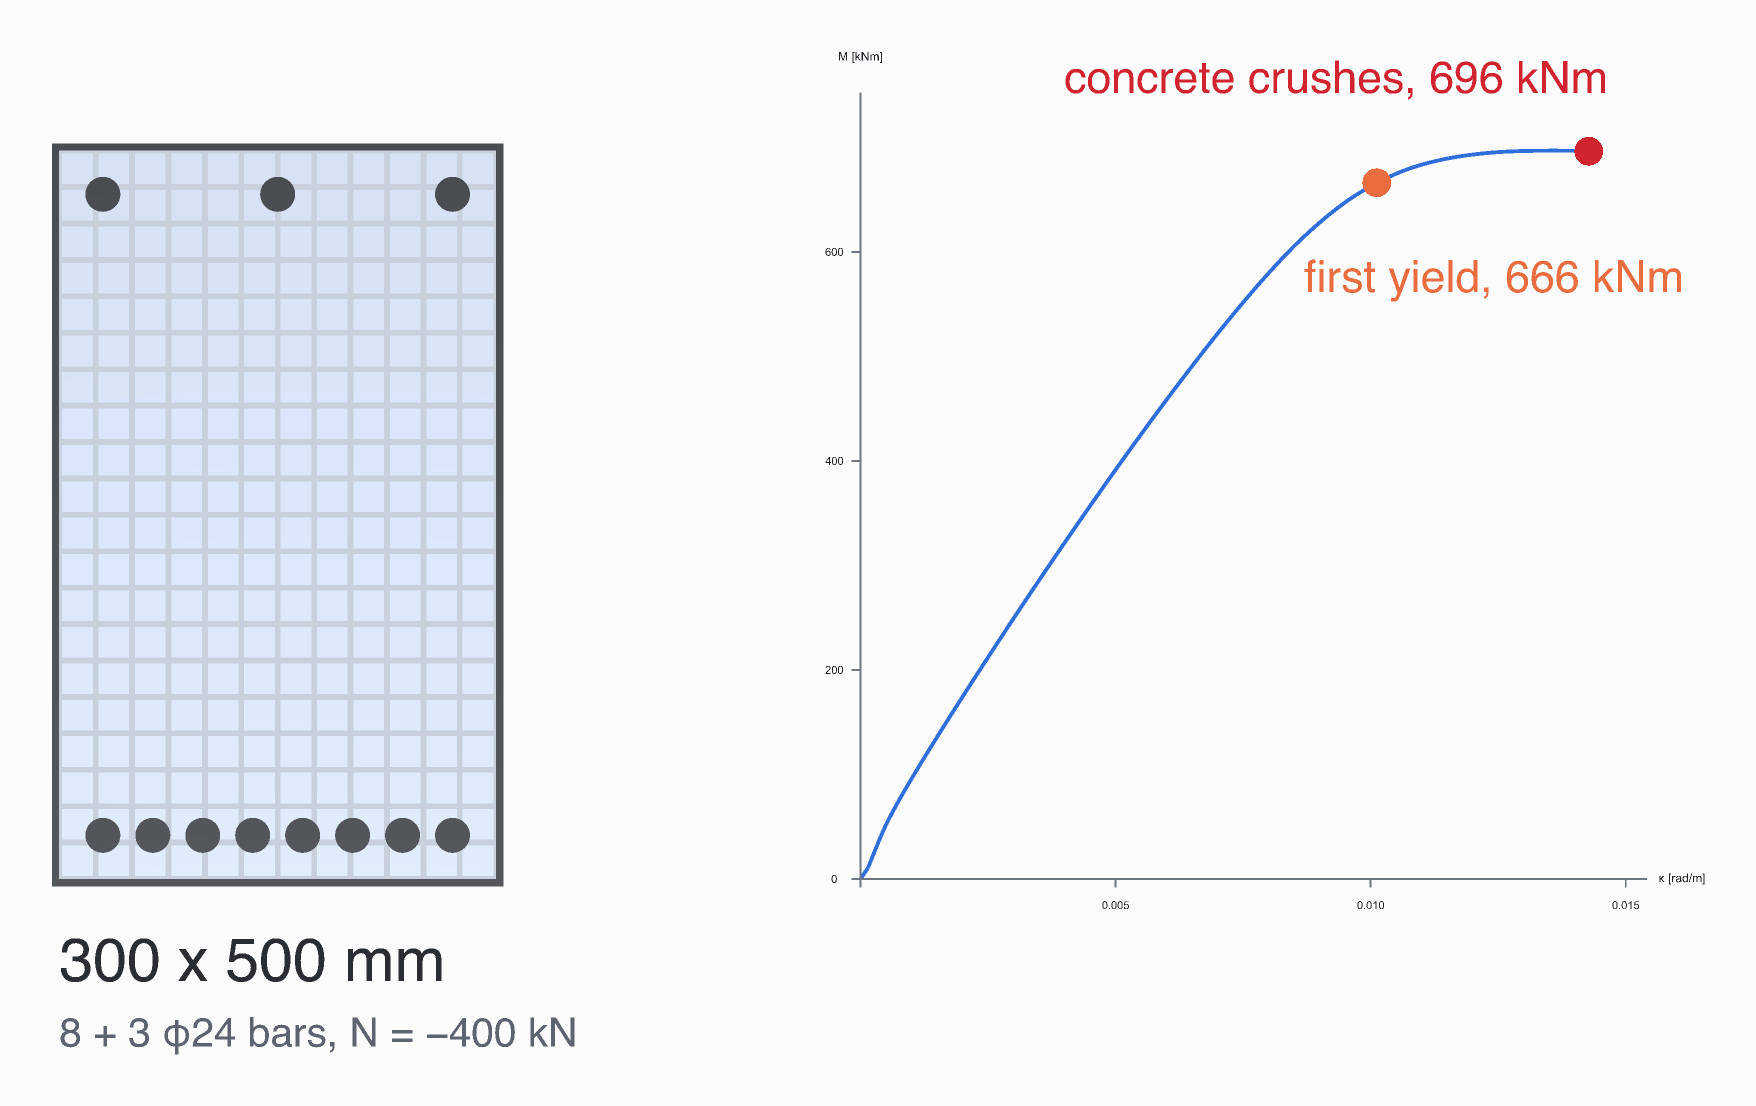 M [kNm]
concrete crushes, 696 kNm
600
first yield, 666 kNm
400
200
0
κ [rad/m]
0.005
0.010
0.015
300 x 500 mm
8 + 3 ϕ24 bars, N = −400 kN